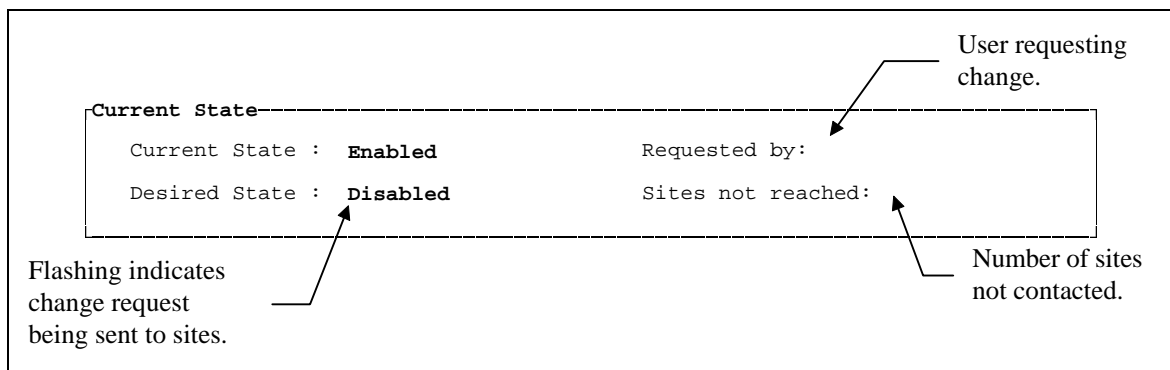 User requesting
change.
Current State
Current State : Enabled Requested by:
Desired State : Disabled Sites not reached:
Flashing indicates
change request
being sent to sites.
Number of sites
not contacted.